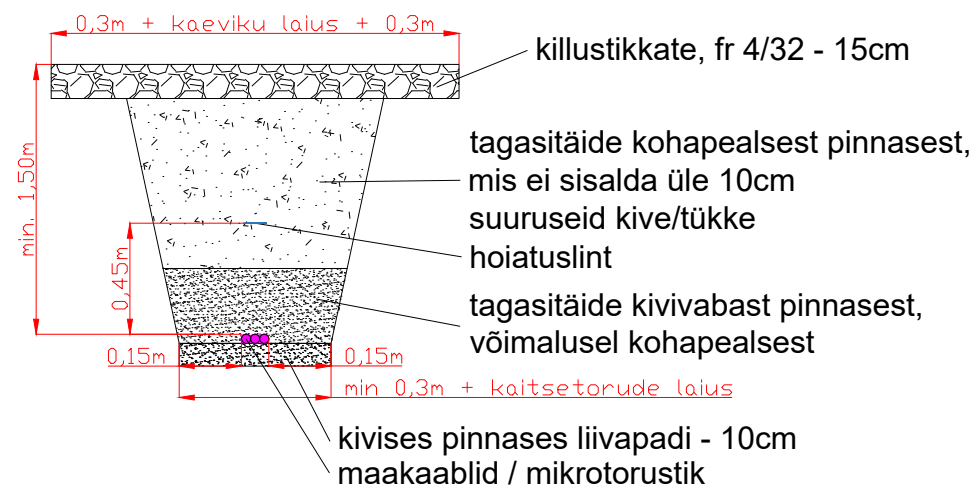 0,3m + kaeviku laius + 0,3m
killustikkate, fr 4/32 - 15cm
tagasitäide kohapealsest pinnasest,
mis ei sisalda üle 10cm
suuruseid kive/tükke
hoiatuslint
min. 1,50m
0,45m
tagasitäide kivivabast pinnasest,
võimalusel kohapealsest
0,15m
0,15m
min 0,3m + kaitsetorude laius
kivises pinnases liivapadi - 10cm
maakaablid / mikrotorustik